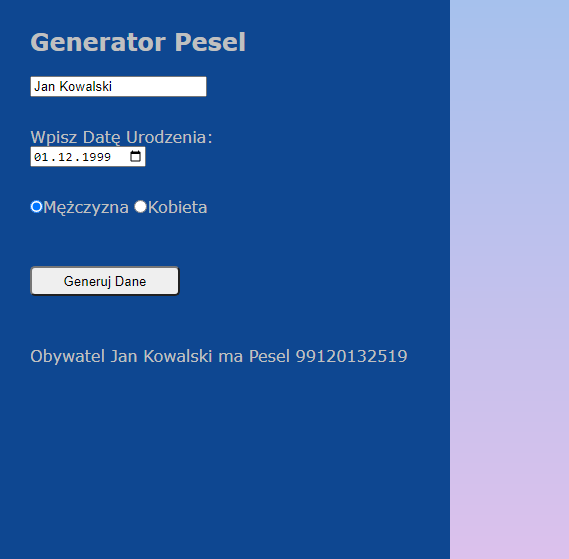 Generator Pesel
Jan Kowalski
Wpisz Datę Urodzenia:
01.12.1999
Mężczyzna Kobieta
Generuj Dane
Obywatel Jan Kowalski ma Pesel 99120132519